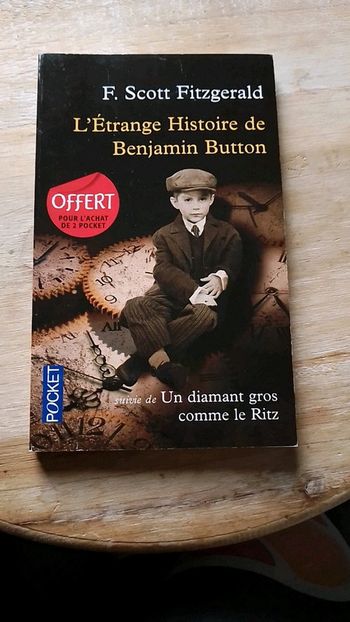 F. Scott Fitzgerald
L'Étrange Histoire de
Benjamin Button
OFFERT
POUR L'ACHAT
DE 2 POCKET
POCKET
suivie de Un diamant gros
comme le Ritz